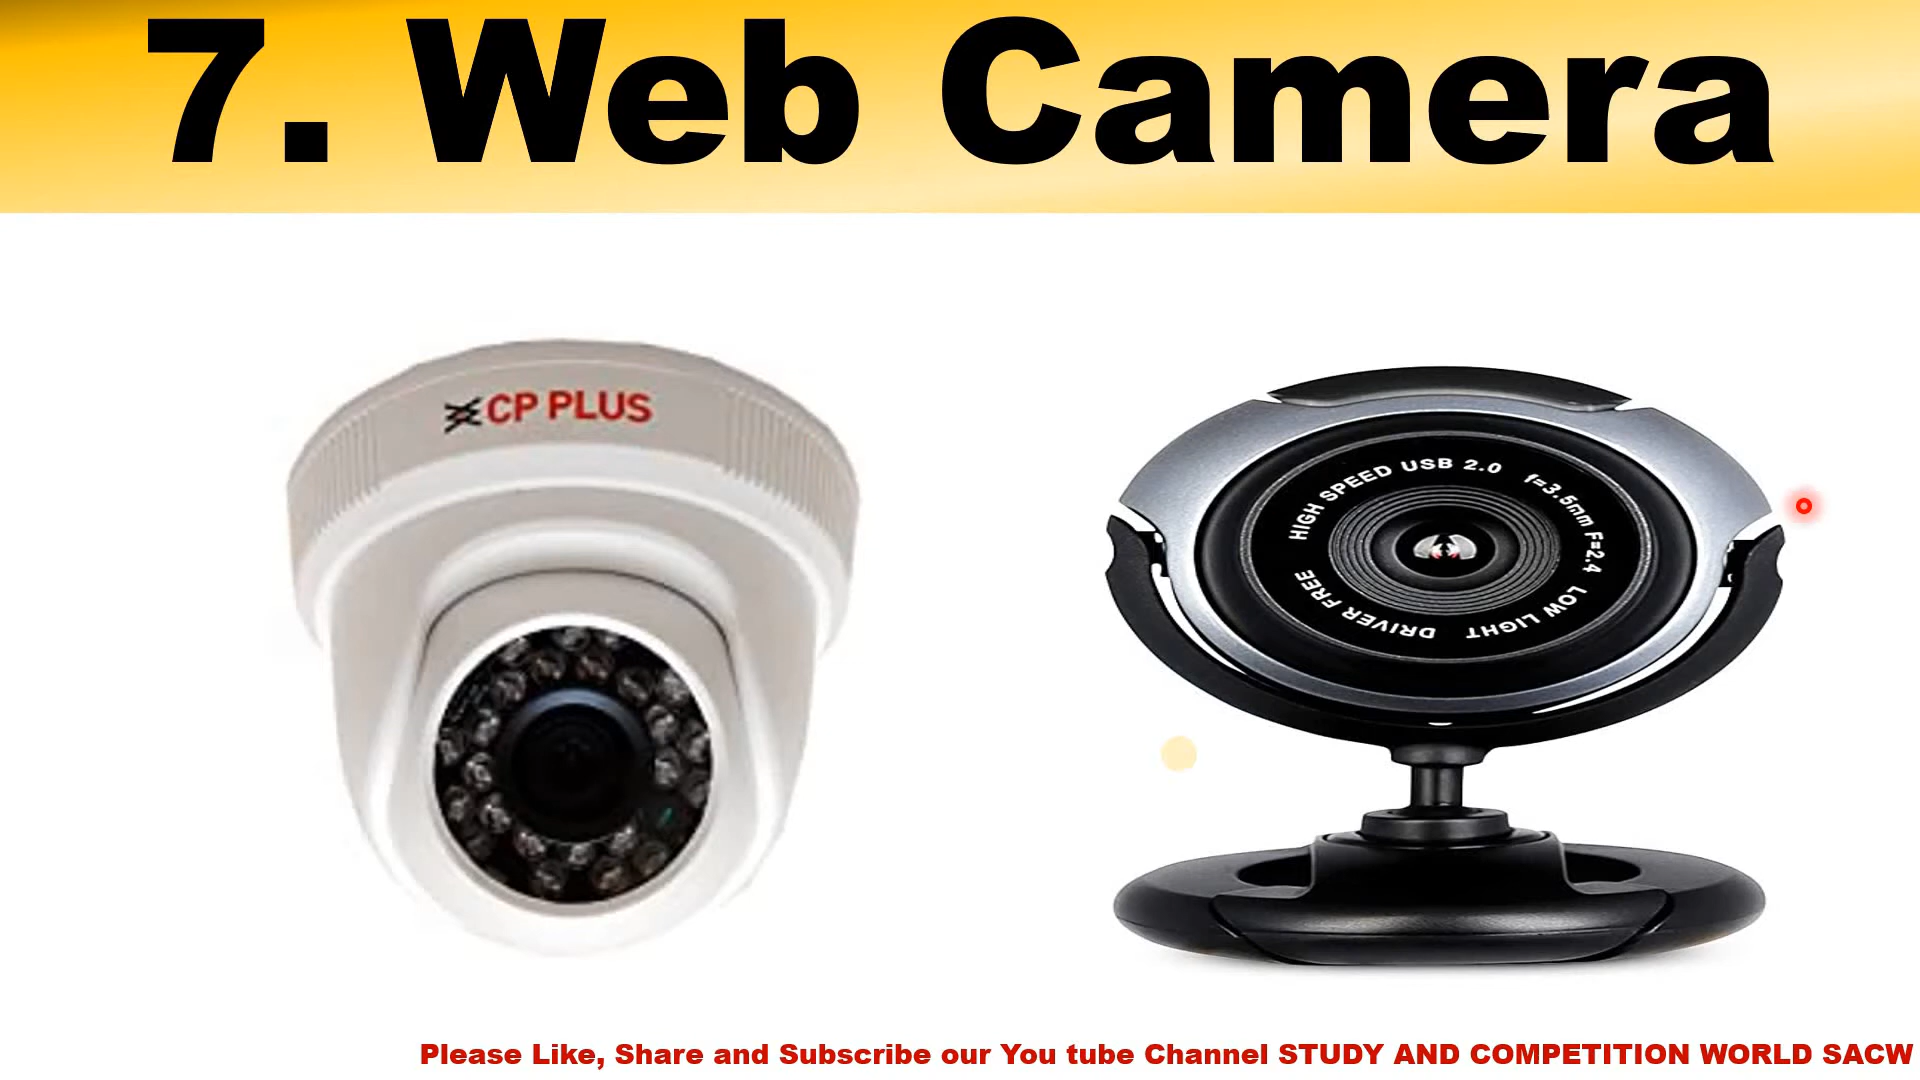 7. Web Camera
CP PLUS
HIGH SPEED USB 2.0 f=3.5mm F=2.4 LOW LIGHT DRIVER FREE
Please Like, Share and Subscribe our You tube Channel STUDY AND COMPETITION WORLD SACW